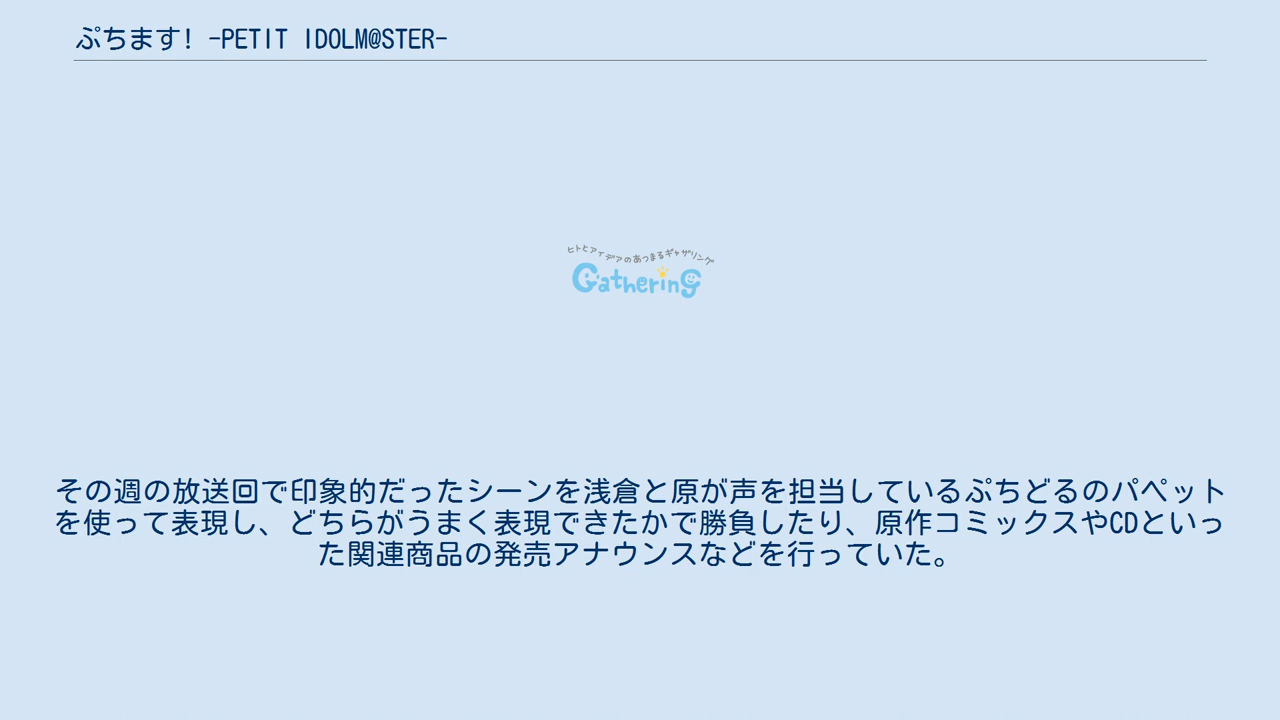 ぷちます! -PETIT IDOLM@STER-
ヒトとアイデアのあつまるギャザリング
Gathering
その週の放送回で印象的だったシーンを浅倉と原が声を担当しているぷちどるのパペット
を使って表現し、どちらがうまく表現できたかで勝負したり、原作コミックスやCDといっ
た関連商品の発売アナウンスなどを行っていた。